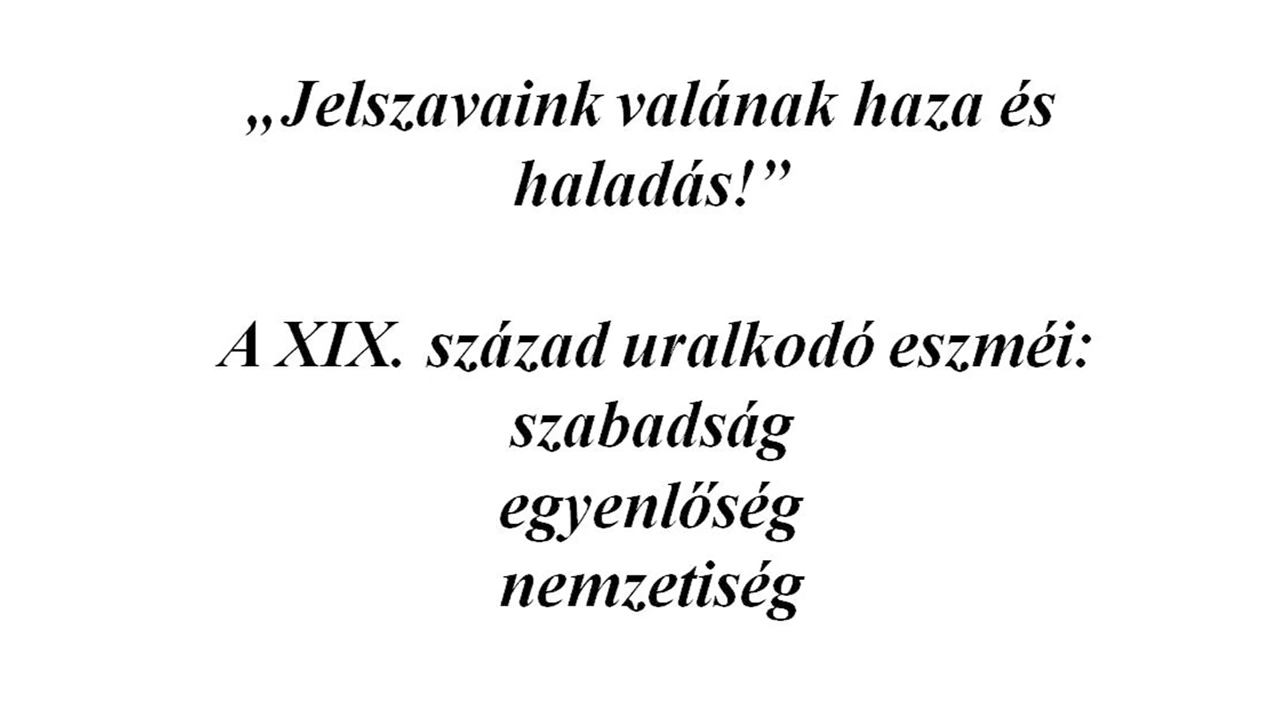 „Jelszavaink valának haza és
haladás!”
A XIX. század uralkodó eszméi:
szabadság
egyenlőség
nemzetiség